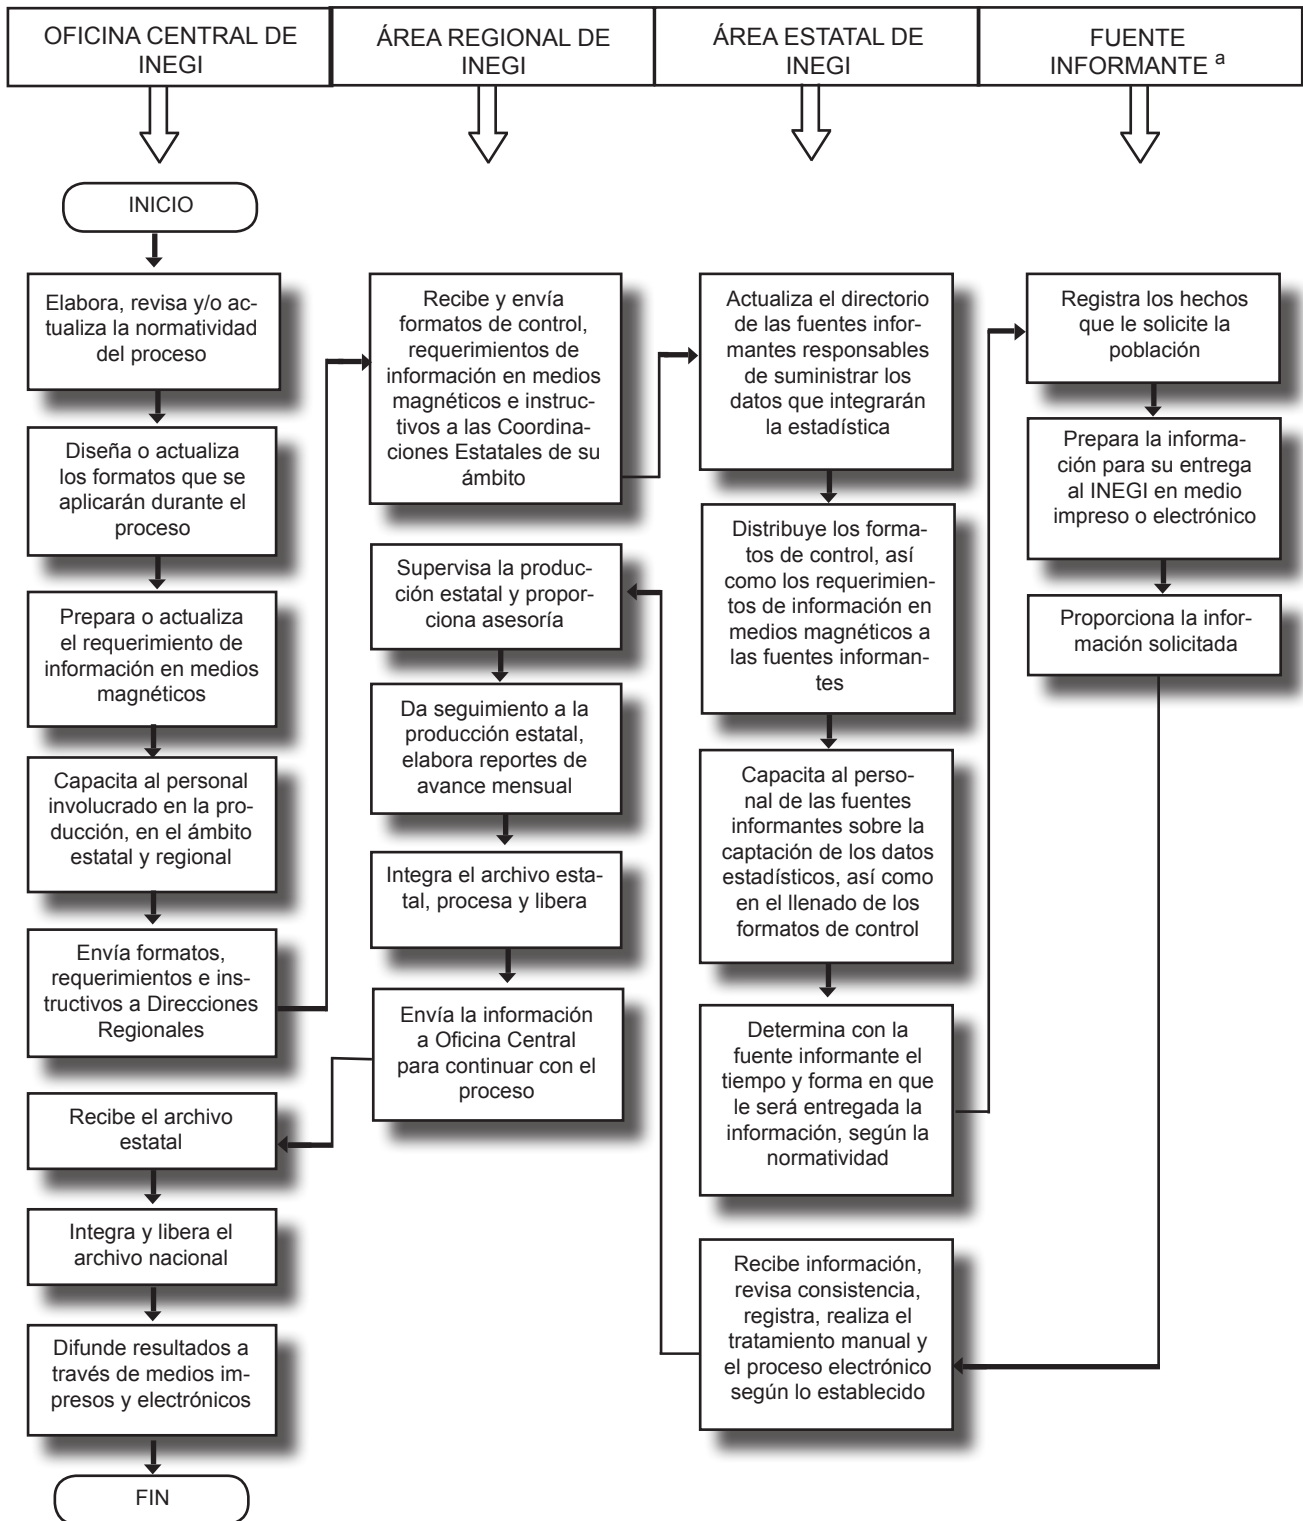 OFICINA CENTRAL DE
INEGI
ÁREA REGIONAL DE
INEGI
ÁREA ESTATAL DE
INEGI
FUENTE
INFORMANTE a
INICIO
Elabora, revisa y/o ac-
tualiza la normatividad
del proceso
Diseña o actualiza
los formatos que se
aplicarán durante el
proceso
Prepara o actualiza
el requerimiento de
información en medios
magnéticos
Capacita al personal
involucrado en la pro-
ducción, en el ámbito
estatal y regional
Envía formatos,
requerimientos e ins-
tructivos a Direcciones
Regionales
Recibe el archivo
estatal
Integra y libera el
archivo nacional
Difunde resultados a
través de medios im-
presos y electrónicos
FIN
Recibe y envía
formatos de control,
requerimientos de
información en medios
magnéticos e instruc-
tivos a las Coordina-
ciones Estatales de su
ámbito
Supervisa la produc-
ción estatal y propor-
ciona asesoría
Da seguimiento a la
producción estatal,
elabora reportes de
avance mensual
Integra el archivo esta-
tal, procesa y libera
Envía la información
a Oficina Central
para continuar con el
proceso
Actualiza el directorio
de las fuentes infor-
mantes responsables
de suministrar los
datos que integrarán
la estadística
Distribuye los forma-
tos de control, así
como los requerimien-
tos de información en
medios magnéticos a
las fuentes informan-
tes
Capacita al perso-
nal de las fuentes
informantes sobre la
captación de los datos
estadísticos, así como
en el llenado de los
formatos de control
Determina con la
fuente informante el
tiempo y forma en que
le será entregada la
información, según la
normatividad
Recibe información,
revisa consistencia,
registra, realiza el
tratamiento manual y
el proceso electrónico
según lo establecido
Registra los hechos
que le solicite la
población
Prepara la informa-
ción para su entrega
al INEGI en medio
impreso o electrónico
Proporciona la infor-
mación solicitada